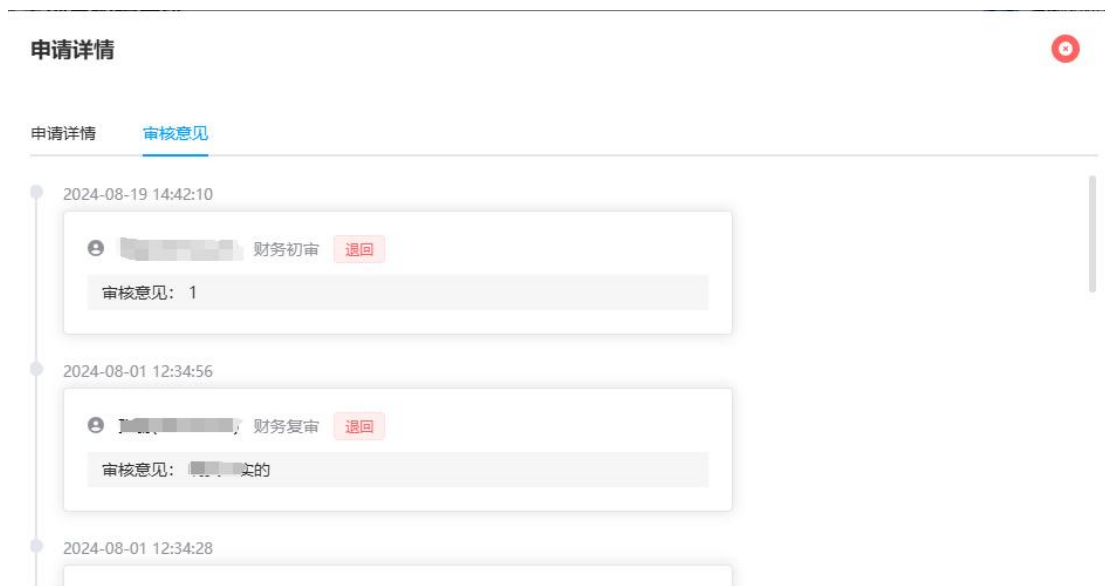 申请详情
申请详情 审核意见
2024-08-19 14:42:10
财务初审 退回
审核意见： 1
2024-08-01 12:34:56
财务复审 退回
审核意见： 实的
2024-08-01 12:34:28